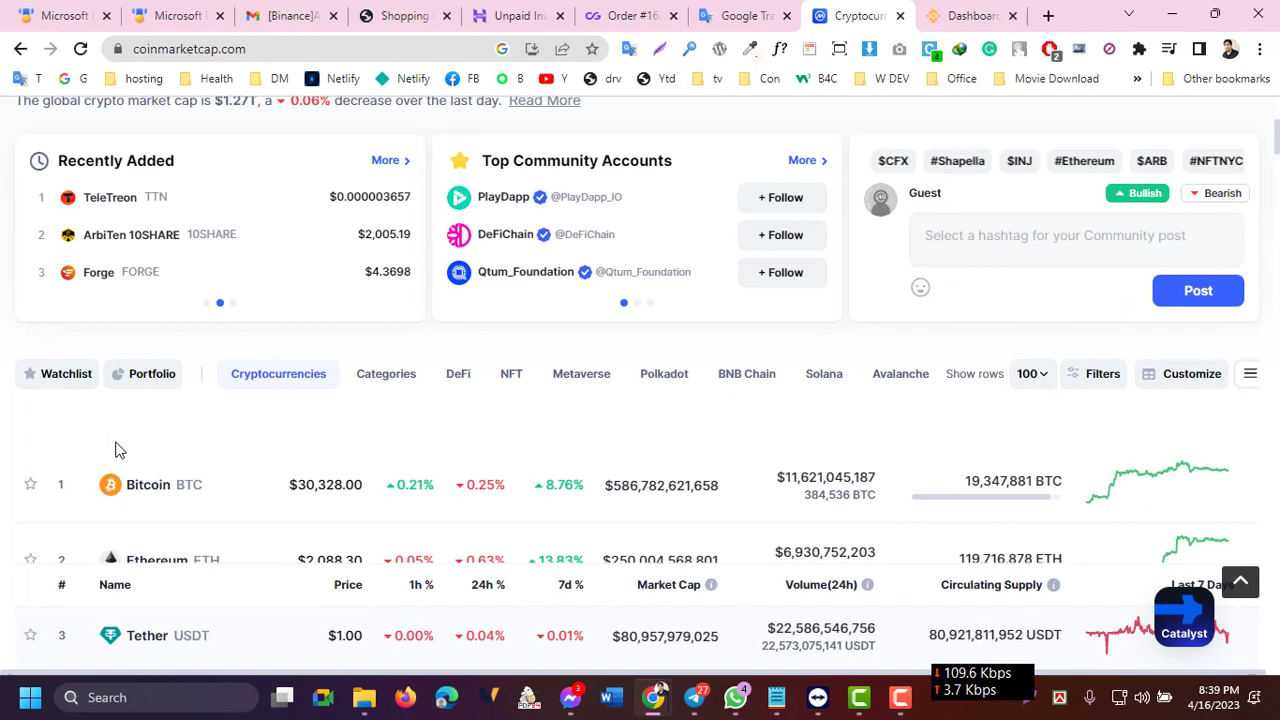 Microsoft
Microsoft
[Binance]A
Shopping
Unpaid Inv
Order #16
Google Tra
Cryptocurr
Dashboard
coinmarketcap.com
T
G
hosting
Health
DM
Netlify
Netlify
FB
B
Y
drv
Ytd
tv
Con
B4C
W DEV
Office
Movie Download
»
Other bookmarks
The global crypto market cap is $1.27T, a 0.06% decrease over the last day. Read More
Recently Added More >
1 TeleTreon TTN $0.000003657
2 ArbiTen 10SHARE 10SHARE $2,005.19
3 Forge FORGE $4.3698
Top Community Accounts More >
PlayDapp @PlayDapp_IO + Follow
DeFiChain @DeFiChain + Follow
Qtum_Foundation @Qtum_Foundation + Follow
$CFX #Shapella $INJ #Ethereum $ARB #NFTNYC
Guest Bullish Bearish
Select a hashtag for your Community post
Post
Watchlist Portfolio Cryptocurrencies Categories DeFi NFT Metaverse Polkadot BNB Chain Solana Avalanche Show rows 100 Filters Customize
1 Bitcoin BTC $30,328.00 0.21% 0.25% 8.76% $586,782,621,658 $11,621,045,187 19,347,881 BTC
384,536 BTC
2 Ethereum ETH $2,088.30 0.05% 0.63% 13.83% $250,004,568,801 $6,930,752,203 119,716,878 ETH
# Name Price 1h % 24h % 7d % Market Cap Volume(24h) Circulating Supply Last 7 Days
3 Tether USDT $1.00 0.00% 0.04% 0.01% $80,957,979,025 $22,586,546,756 80,921,811,952 USDT
22,573,075,141 USDT
Catalyst
109.6 Kbps
3.7 Kbps
Search
3
27
4
8:39 PM
4/16/2023